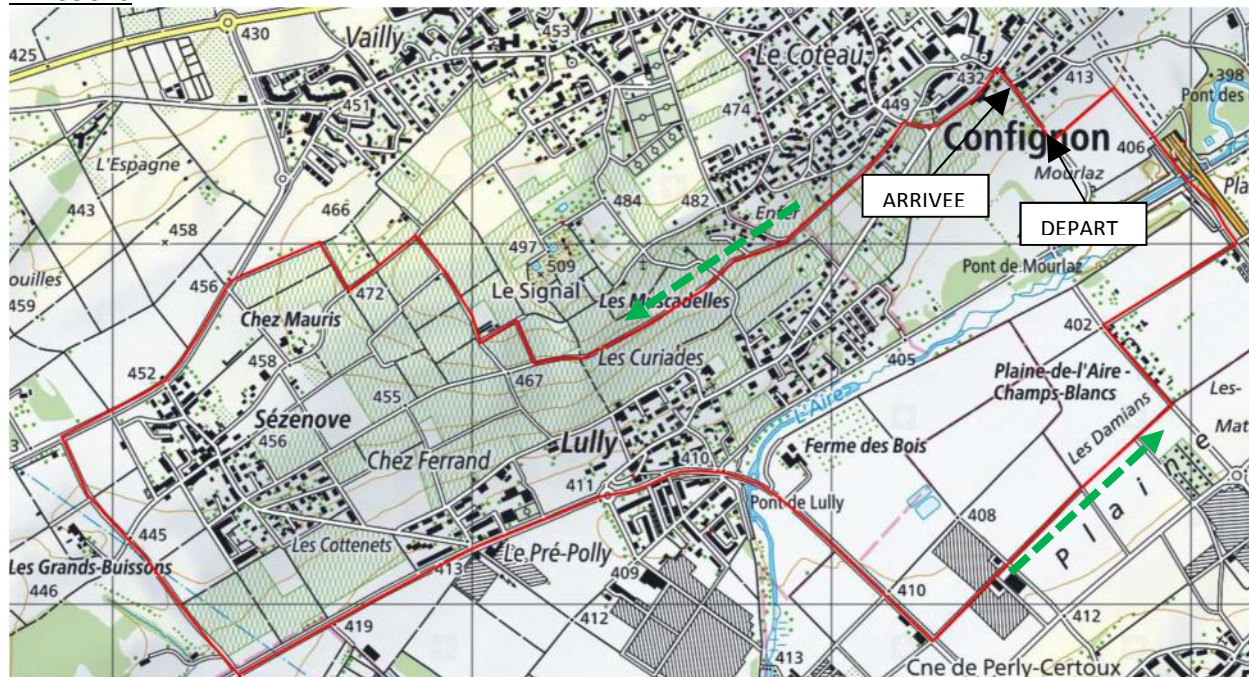 430
425
Vailly
453
Le Coteau
432
413
398
Pont des
451
474
449
Confignon
406
L'Espagne
Mourlaz
Pla
ARRIVEE
443
466
484
482
Enfer
DEPART
458
497
509
Pont de Mourlaz
ouilles
456
472
Le Signal
Les Muscadelles
459
Chez Mauris
402
Les Curiades
405
458
467
Plaine-de-l'Aire -
Champs-Blancs
452
455
L'Aire
Les-
Sézenove
Les Damians
Mat
456
Chez Ferrand
Lully
410
Ferme des Bois
411
Pont de Lully
Plaine
445
Les Cottenets
408
Les Grands-Buissons
413
Le Pré-Polly
446
409
410
412
419
412
413
Cne de Perly-Certoux